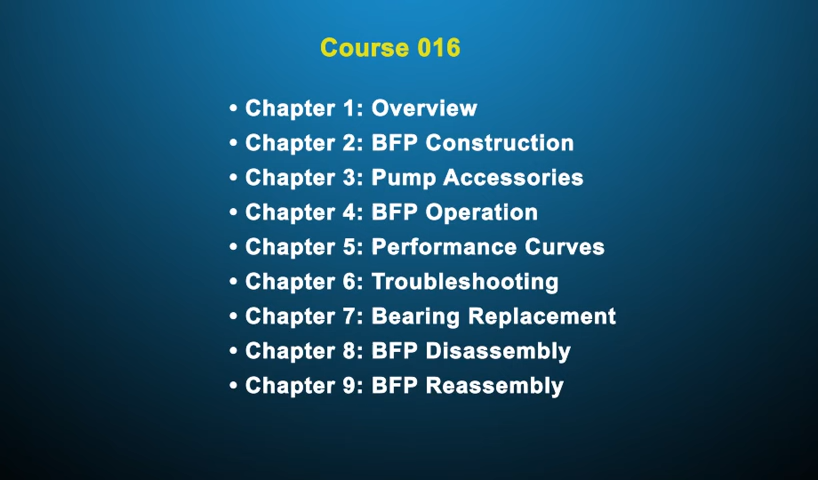 Course 016
• Chapter 1: Overview
• Chapter 2: BFP Construction
• Chapter 3: Pump Accessories
• Chapter 4: BFP Operation
• Chapter 5: Performance Curves
• Chapter 6: Troubleshooting
• Chapter 7: Bearing Replacement
• Chapter 8: BFP Disassembly
• Chapter 9: BFP Reassembly